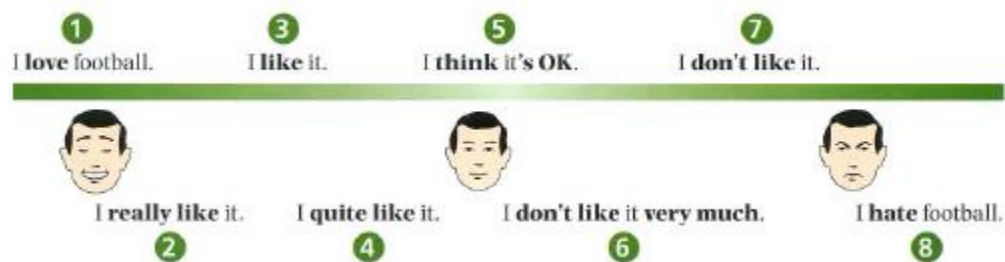 1 3 5 7
I love football. I like it. I think it's OK. I don't like it.
I really like it. I quite like it. I don't like it very much. I hate football.
2 4 6 8